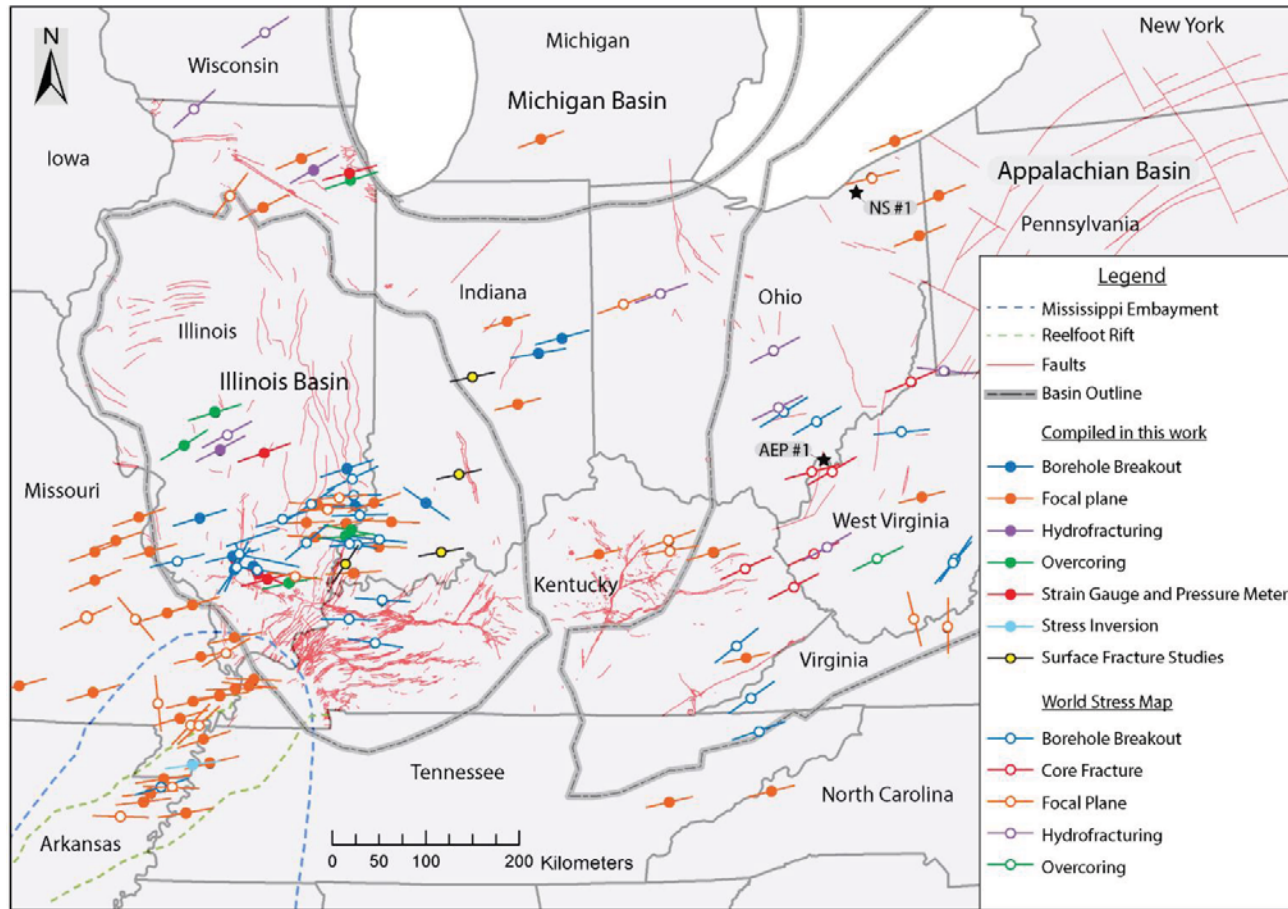 N
Wisconsin
Michigan
New York
Michigan Basin
Iowa
Appalachian Basin
NS #1
Pennsylvania
Indiana
Ohio
Illinois
Illinois Basin
AEP #1
Missouri
West Virginia
Kentucky
Virginia
Tennessee
North Carolina
Arkansas
0 50 100 200 Kilometers
Legend
Mississippi Embayment
Reelfoot Rift
Faults
Basin Outline
Compiled in this work
Borehole Breakout
Focal plane
Hydrofracturing
Overcoring
Strain Gauge and Pressure Meter
Stress Inversion
Surface Fracture Studies
World Stress Map
Borehole Breakout
Core Fracture
Focal Plane
Hydrofracturing
Overcoring